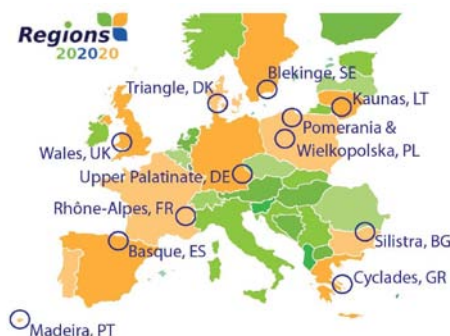 Regions
202020
Blekinge, SE
Triangle, DK
Kaunas, LT
Pomerania &
Wielkopolska, PL
Wales, UK
Upper Palatinate, DE
Rhône-Alpes, FR
Silistra, BG
Basque, ES
Cyclades, GR
Madeira, PT